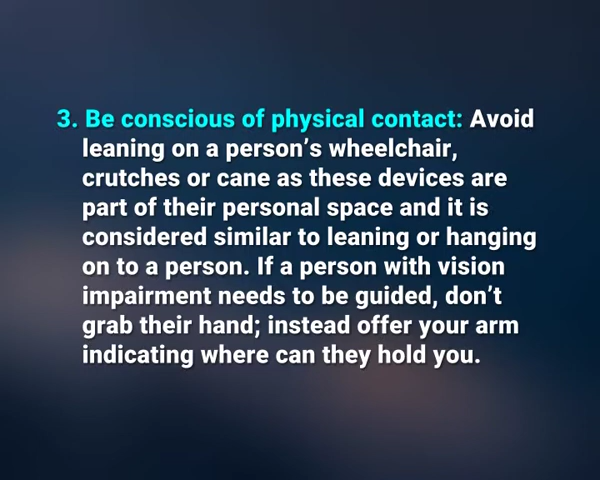 3. Be conscious of physical contact: Avoid
leaning on a person’s wheelchair,
crutches or cane as these devices are
part of their personal space and it is
considered similar to leaning or hanging
on to a person. If a person with vision
impairment needs to be guided, don’t
grab their hand; instead offer your arm
indicating where can they hold you.